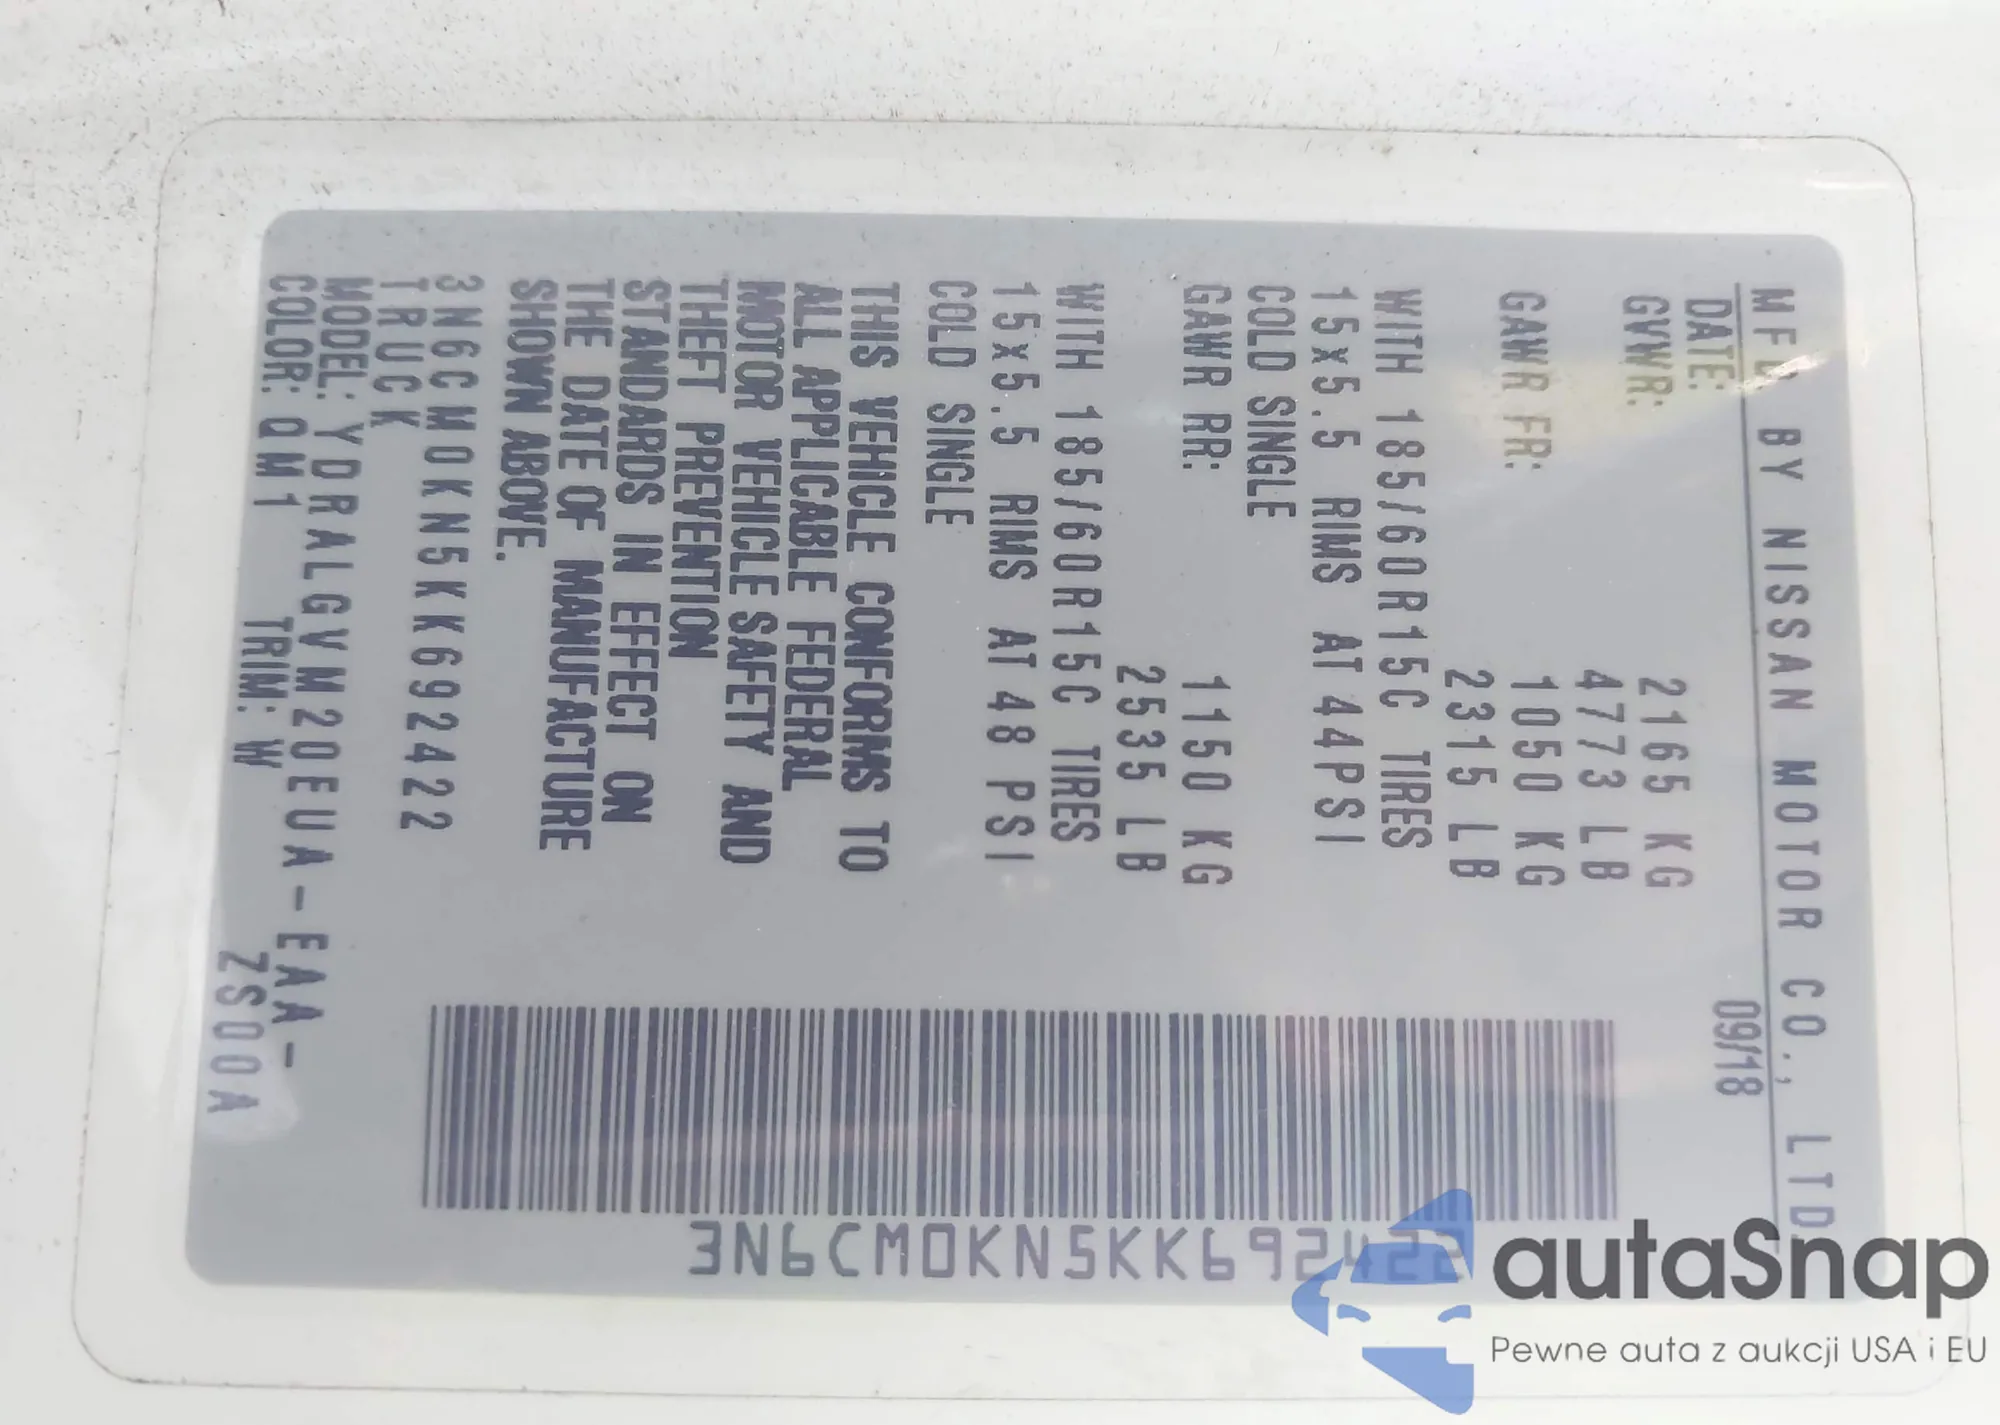 MFD BY NISSAN MOTOR CO., LTD.
DATE: 09/18
GVWR: 2165 KG
4773 LB
GAWR FR: 1050 KG
2315 LB
WITH 185/60R15C TIRES
15x5.5 RIMS AT 44PSI
COLD SINGLE
GAWR RR: 1150 KG
2535 LB
WITH 185/60R15C TIRES
15x5.5 RIMS AT 48 PSI
COLD SINGLE
THIS VEHICLE CONFORMS TO
ALL APPLICABLE FEDERAL
MOTOR VEHICLE SAFETY AND
THEFT PREVENTION
STANDARDS IN EFFECT ON
THE DATE OF MANUFACTURE
SHOWN ABOVE.
3N6CM0KN5KK692422
TRUCK
MODEL: YDRALGVM20EUA-EAA-
COLOR: QM1 TRIM: W ZS00A
3N6CM0KN5KK692422
autaSnap
Pewne auta z aukcji USA i EU